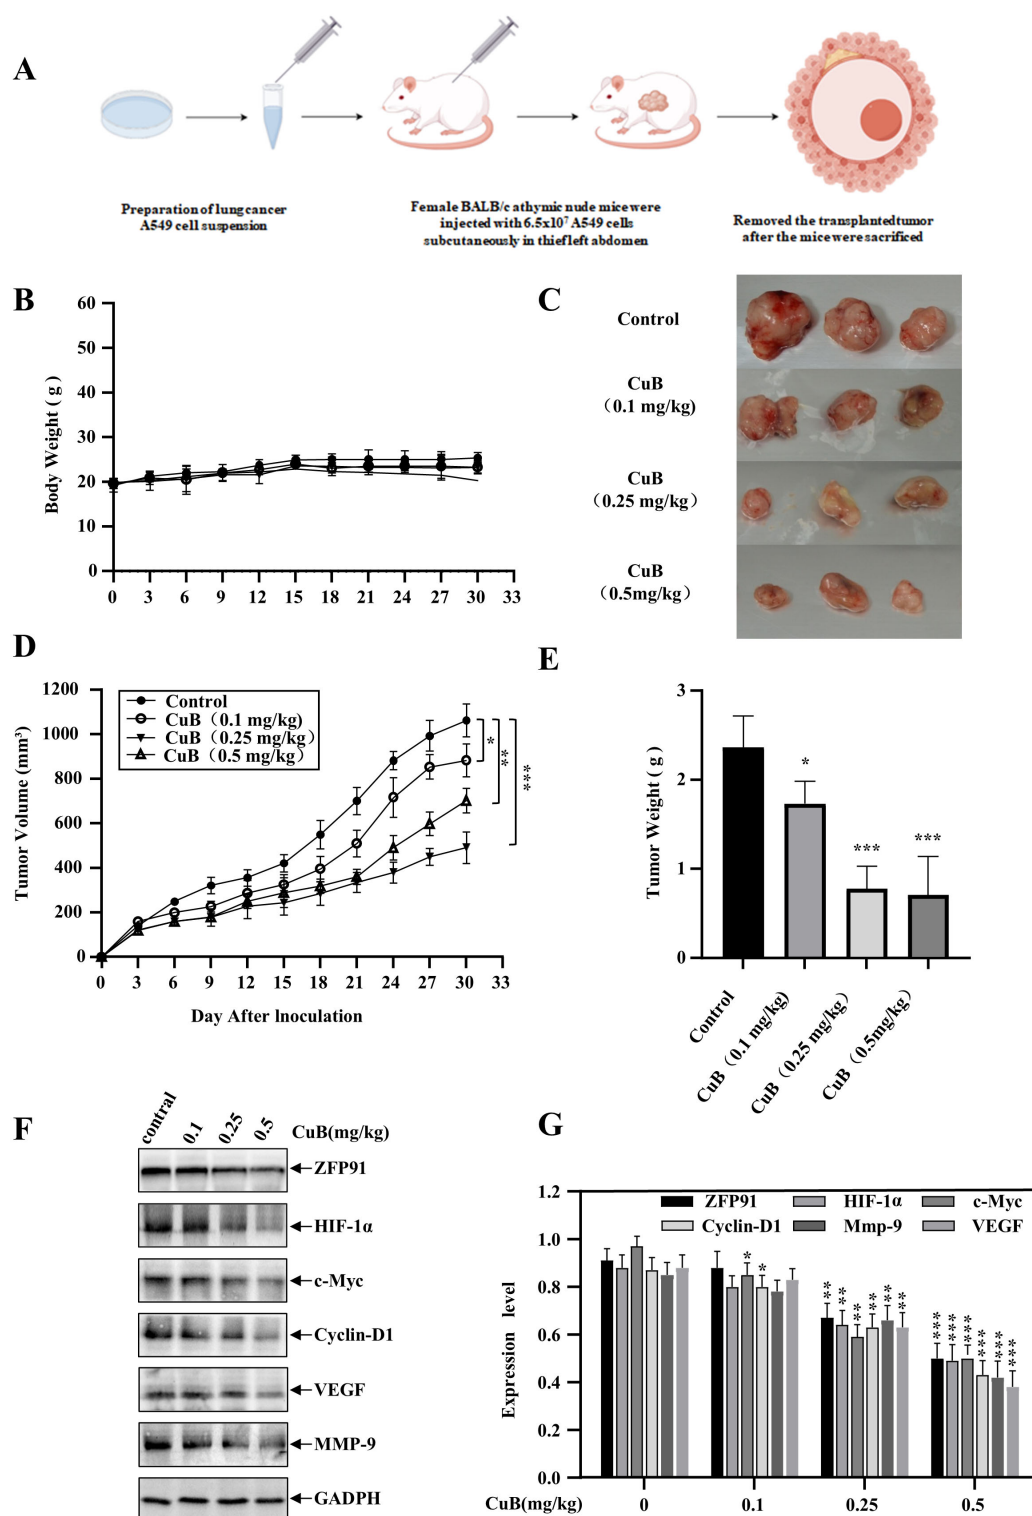 A
Preparation of lung cancer
A549 cell suspension
Female BALB/c athymic nude mice were
injected with 6.5x10⁷ A549 cells
subcutaneously in thief left abdomen
Removed the transplantedtumor
after the mice were sacrificed
B
Body Weight ( g )
60
50
40
30
20
10
0
0 3 6 9 12 15 18 21 24 27 30 33
C
Control
CuB
（0.1 mg/kg)
CuB
（0.25 mg/kg）
CuB
（0.5mg/kg）
D
Tumor Volume (mm³)
1200
1000
800
600
400
200
0
Control
CuB（0.1 mg/kg)
CuB（0.25 mg/kg）
CuB（0.5 mg/kg）
*
**
***
0 3 6 9 12 15 18 21 24 27 30 33
Day After lnoculation
E
Tumor Weight ( g )
3
2
1
0
*
***
***
Control
CuB（0.1 mg/kg)
CuB（0.25 mg/kg）
CuB（0.5mg/kg）
F
contral 0.1 0.25 0.5 CuB(mg/kg)
ZFP91
HIF-1α
c-Myc
Cyclin-D1
VEGF
MMP-9
GADPH
G
Expression level
1.2
1.0
0.8
0.6
0.4
0.2
0.0
ZFP91 HIF-1α c-Myc
Cyclin-D1 Mmp-9 VEGF
* *
** ** ** ** ** **
*** *** *** *** *** ***
CuB(mg/kg) 0 0.1 0.25 0.5